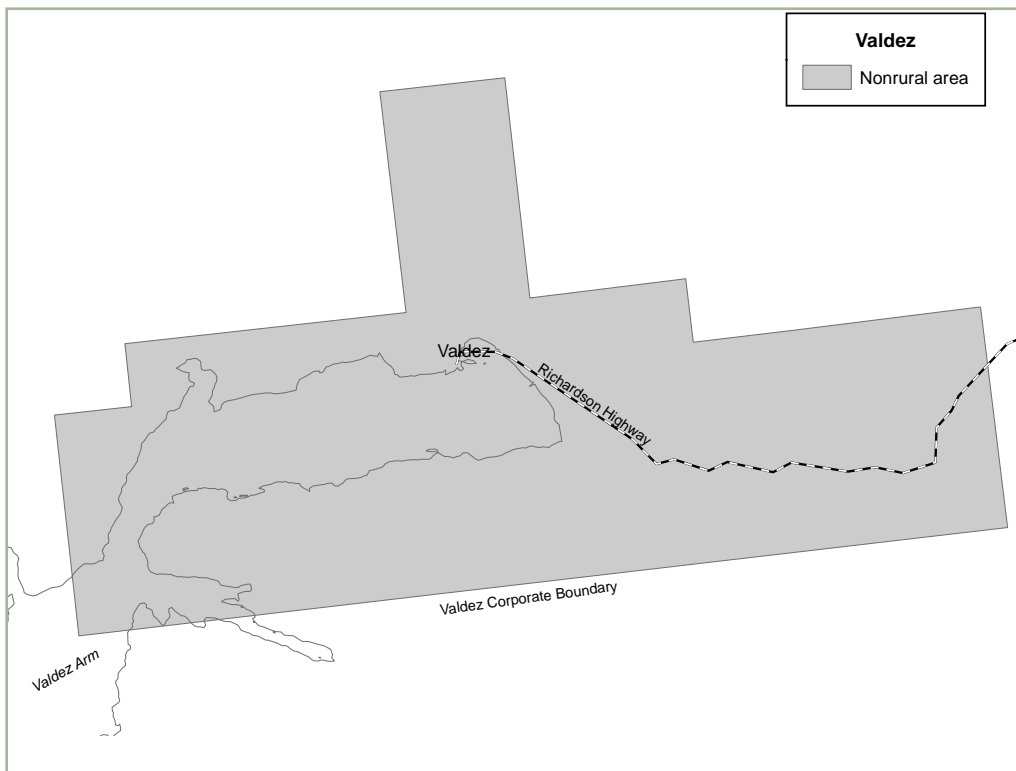 Valdez
Nonrural area
Valdez
Richardson Highway
Valdez Corporate Boundary
Valdez Arm